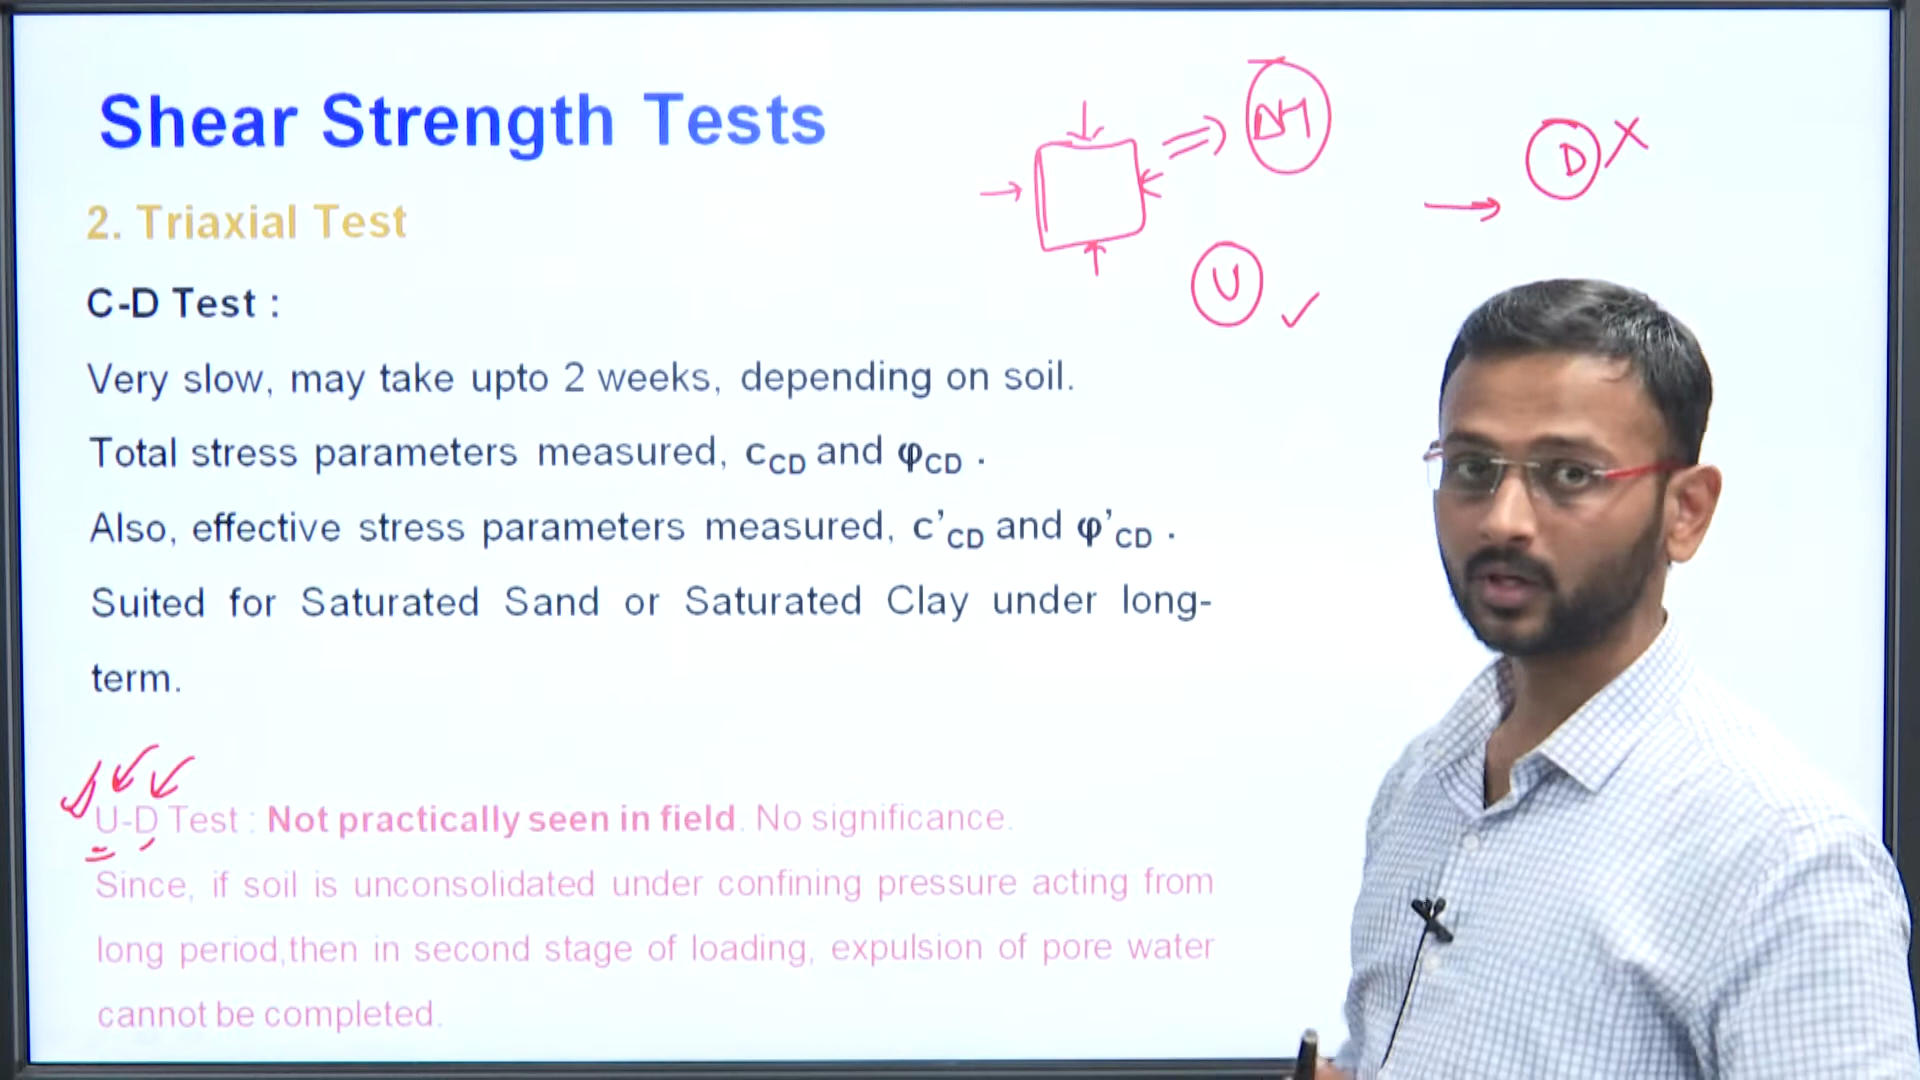 Shear Strength Tests
2. Triaxial Test
C-D Test :
Very slow, may take upto 2 weeks, depending on soil.
Total stress parameters measured, cCD and φCD .
Also, effective stress parameters measured, c'CD and φ'CD .
Suited for Saturated Sand or Saturated Clay under long-
term.
U-D Test : Not practically seen in field. No significance.
Since, if soil is unconsolidated under confining pressure acting from
long period,then in second stage of loading, expulsion of pore water
cannot be completed.
U
D